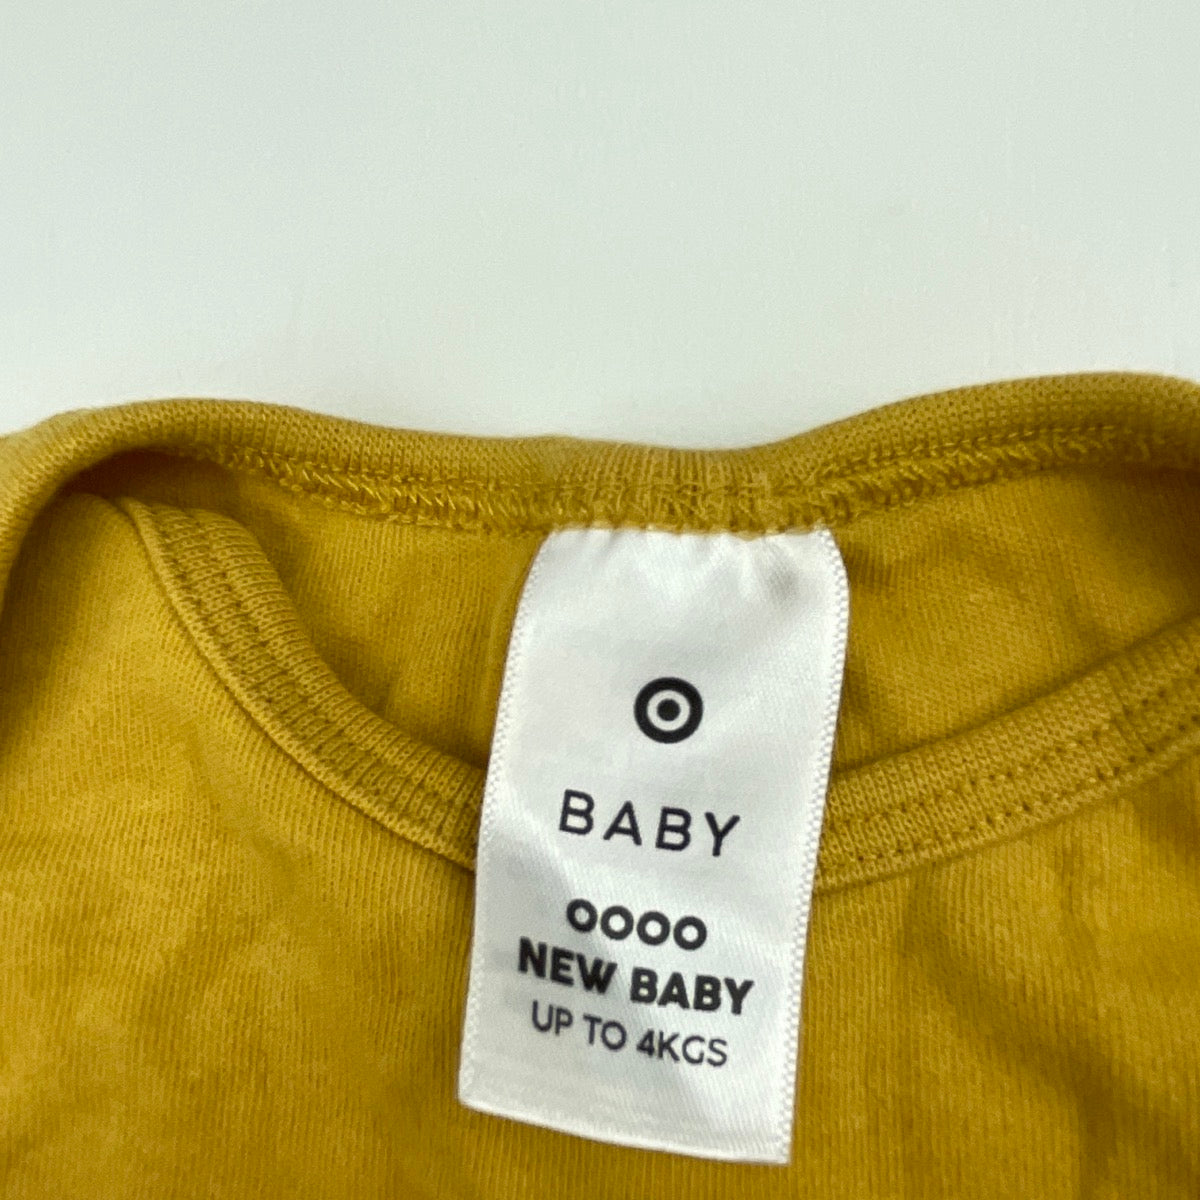 BABY
0000
NEW BABY
UP TO 4KGS